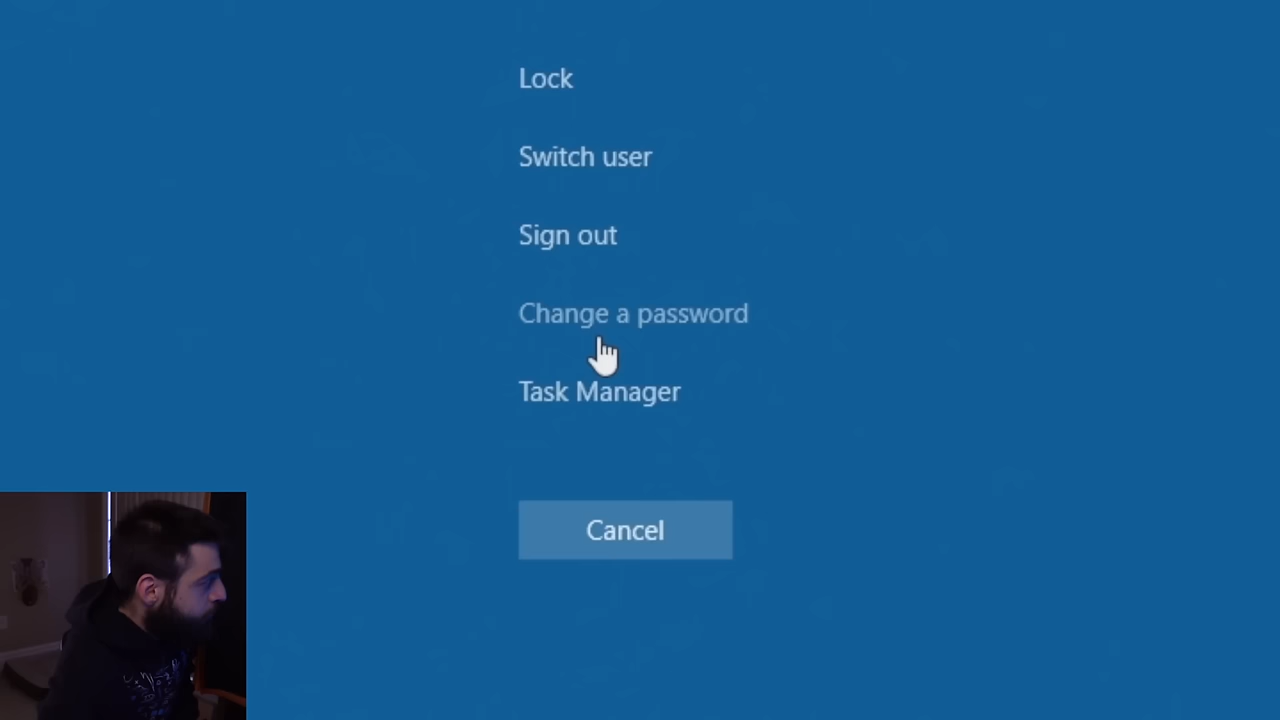 Lock
Switch user
Sign out
Change a password
Task Manager
Cancel